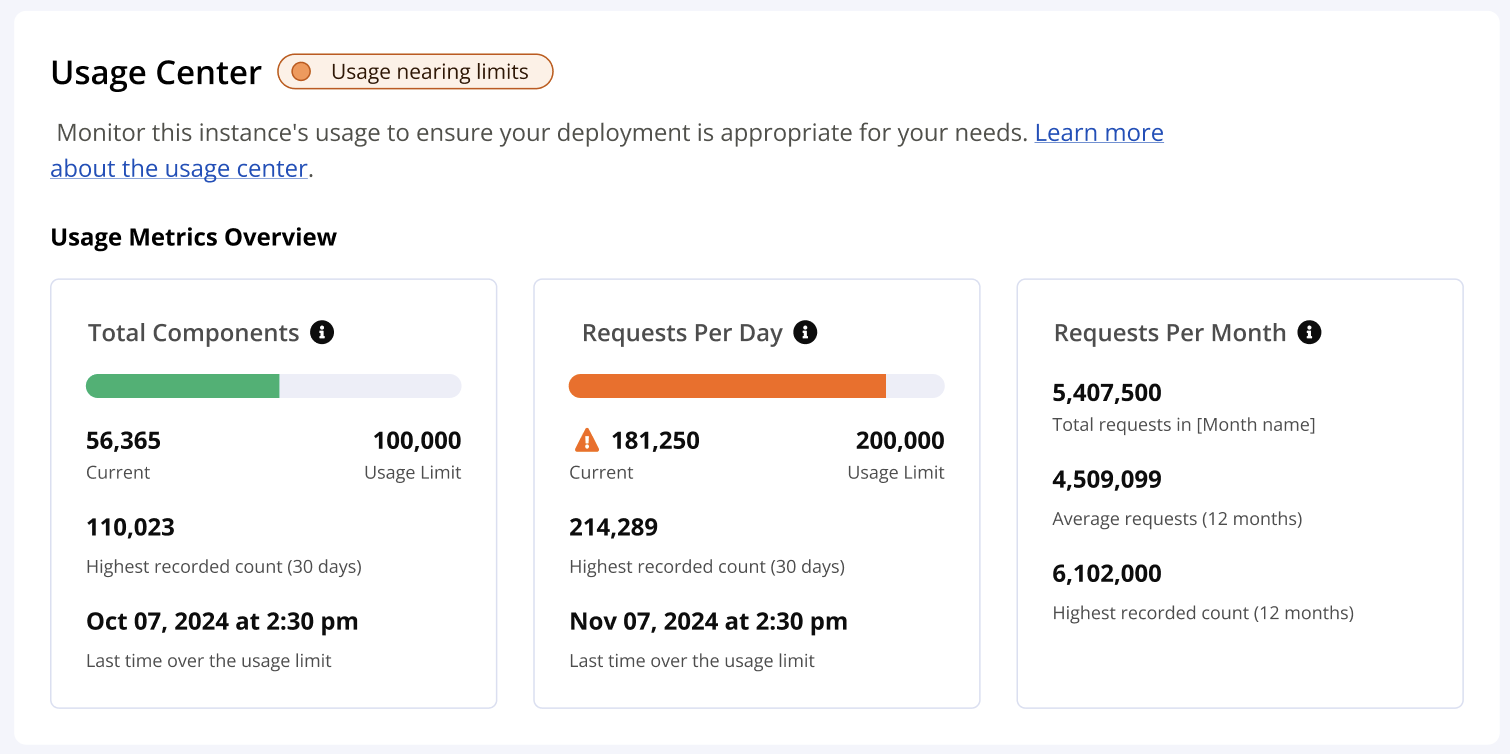 Usage Center
Usage nearing limits
Monitor this instance's usage to ensure your deployment is appropriate for your needs. Learn more
about the usage center.
Usage Metrics Overview
Total Components
56,365
100,000
Current
Usage Limit
110,023
Highest recorded count (30 days)
Oct 07, 2024 at 2:30 pm
Last time over the usage limit
Requests Per Day
181,250
200,000
Current
Usage Limit
214,289
Highest recorded count (30 days)
Nov 07, 2024 at 2:30 pm
Last time over the usage limit
Requests Per Month
5,407,500
Total requests in [Month name]
4,509,099
Average requests (12 months)
6,102,000
Highest recorded count (12 months)